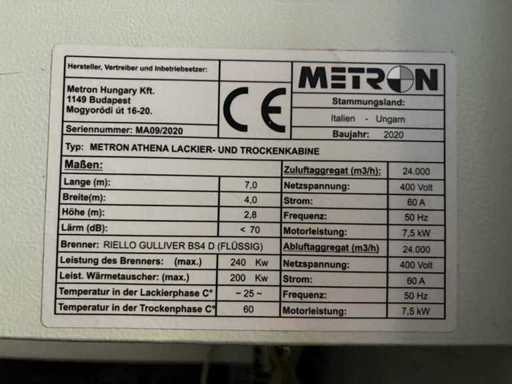 Hersteller, Vertreiber und Inbetriebsetzer:
Metron Hungary Kft.
1149 Budapest
Mogyoródi út 16-20.
Seriennummer: MA09/2020
CE
METRON
Stammungsland:
Italien - Ungarn
Baujahr: 2020
Typ: METRON ATHENA LACKIER- UND TROCKENKABINE
Maßen:
Lange (m): 7,0
Breite(m): 4,0
Höhe (m): 2,8
Lärm (dB): < 70
Brenner: RIELLO GULLIVER BS4 D (FLÜSSIG)
Leistung des Brenners: (max.) 240 Kw
Leist. Wärmetauscher: (max.) 200 Kw
Temperatur in der Lackierphase C° ~ 25 ~
Temperatur in der Trockenphase C° 60
Zuluftaggregat (m3/h): 24.000
Netzspannung: 400 Volt
Strom: 60 A
Frequenz: 50 Hz
Motorleistung: 7,5 kW
Abluftaggregat (m3/h) 24.000
Netzspannung: 400 Volt
Strom: 60 A
Frequenz: 50 Hz
Motorleistung: 7,5 kW